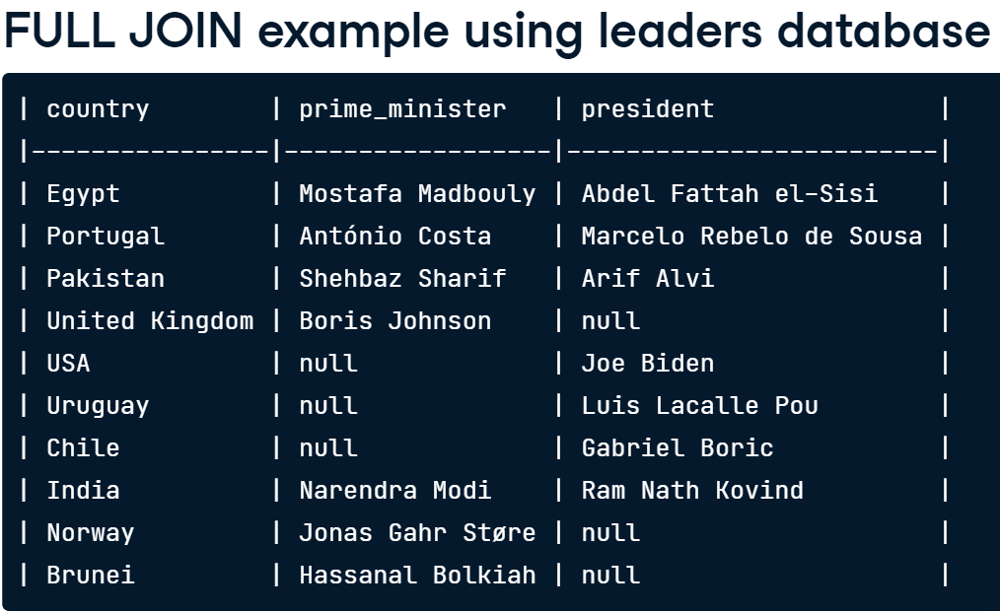 FULL JOIN example using leaders database
| country        | prime_minister   | president               |
|----------------|------------------|-------------------------|
| Egypt          | Mostafa Madbouly | Abdel Fattah el-Sisi    |
| Portugal       | António Costa    | Marcelo Rebelo de Sousa |
| Pakistan       | Shehbaz Sharif   | Arif Alvi               |
| United Kingdom | Boris Johnson    | null                    |
| USA            | null             | Joe Biden               |
| Uruguay        | null             | Luis Lacalle Pou        |
| Chile          | null             | Gabriel Boric           |
| India          | Narendra Modi    | Ram Nath Kovind         |
| Norway         | Jonas Gahr Støre | null                    |
| Brunei         | Hassanal Bolkiah | null                    |